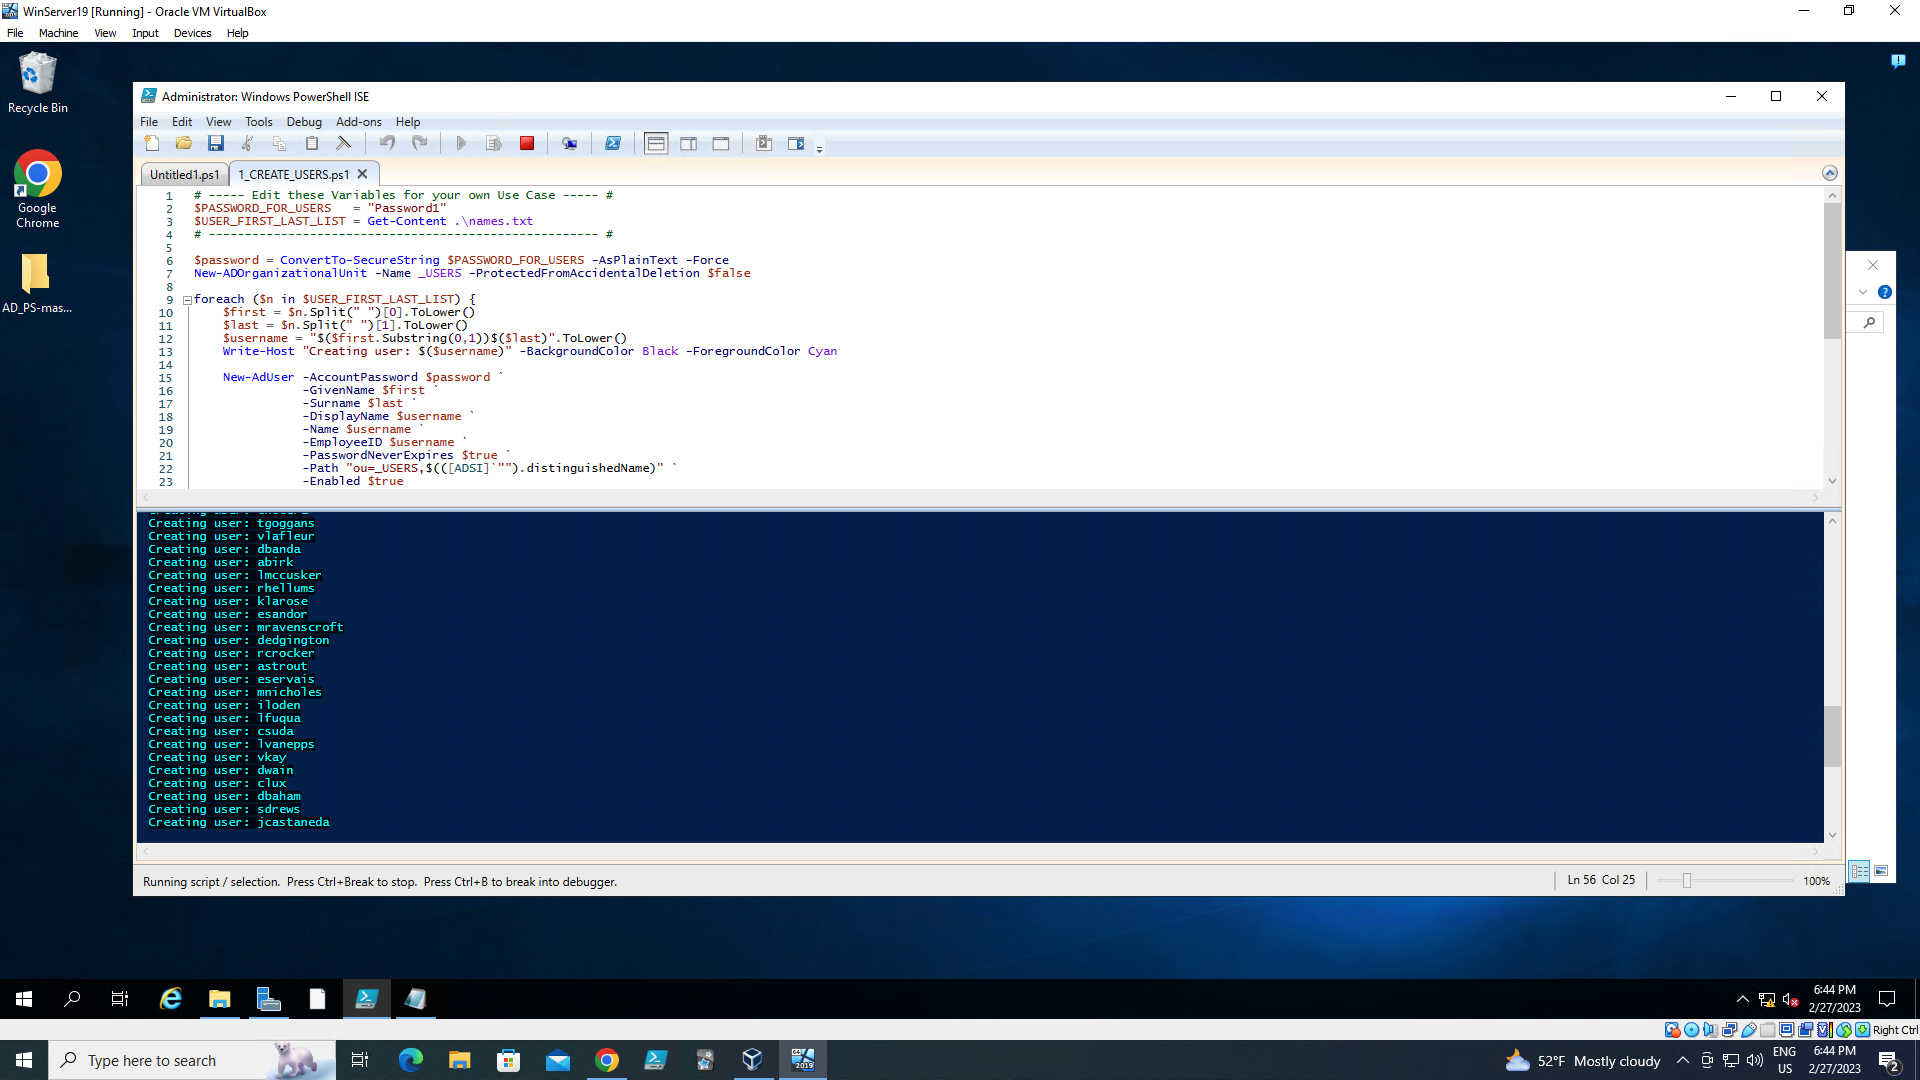 WinServer19 [Running] - Oracle VM VirtualBox
File Machine View Input Devices Help
Recycle Bin
Google
Chrome
AD_PS-mas...
Administrator: Windows PowerShell ISE
File Edit View Tools Debug Add-ons Help
Untitled1.ps1 1_CREATE_USERS.ps1
1 # ----- Edit these Variables for your own Use Case ----- #
2 $PASSWORD_FOR_USERS   = "Password1"
3 $USER_FIRST_LAST_LIST = Get-Content .\names.txt
4 # ------------------------------------------------------ #
5
6 $password = ConvertTo-SecureString $PASSWORD_FOR_USERS -AsPlainText -Force
7 New-ADOrganizationalUnit -Name _USERS -ProtectedFromAccidentalDeletion $false
8
9 foreach ($n in $USER_FIRST_LAST_LIST) {
10     $first = $n.Split(" ")[0].ToLower()
11     $last = $n.Split(" ")[1].ToLower()
12     $username = "$($first.Substring(0,1))$($last)".ToLower()
13     Write-Host "Creating user: $($username)" -BackgroundColor Black -ForegroundColor Cyan
14
15     New-AdUser -AccountPassword $password `
16                -GivenName $first `
17                -Surname $last `
18                -DisplayName $username `
19                -Name $username `
20                -EmployeeID $username `
21                -PasswordNeverExpires $true `
22                -Path "ou=_USERS,$(([ADSI]`"").distinguishedName)" `
23                -Enabled $true
Creating user: tgoggans
Creating user: vlafleur
Creating user: dbanda
Creating user: abirk
Creating user: lmccusker
Creating user: rhellums
Creating user: klarose
Creating user: esandor
Creating user: mravenscroft
Creating user: dedgington
Creating user: rcrocker
Creating user: astrout
Creating user: eservais
Creating user: mnicholes
Creating user: iloden
Creating user: lfuqua
Creating user: csuda
Creating user: lvanepps
Creating user: vkay
Creating user: dwain
Creating user: clux
Creating user: dbaham
Creating user: sdrews
Creating user: jcastaneda
Running script / selection. Press Ctrl+Break to stop. Press Ctrl+B to break into debugger.
Ln 56 Col 25
100%
6:44 PM
2/27/2023
Right Ctrl
Type here to search
2019
52°F Mostly cloudy
ENG
US
6:44 PM
2/27/2023
2